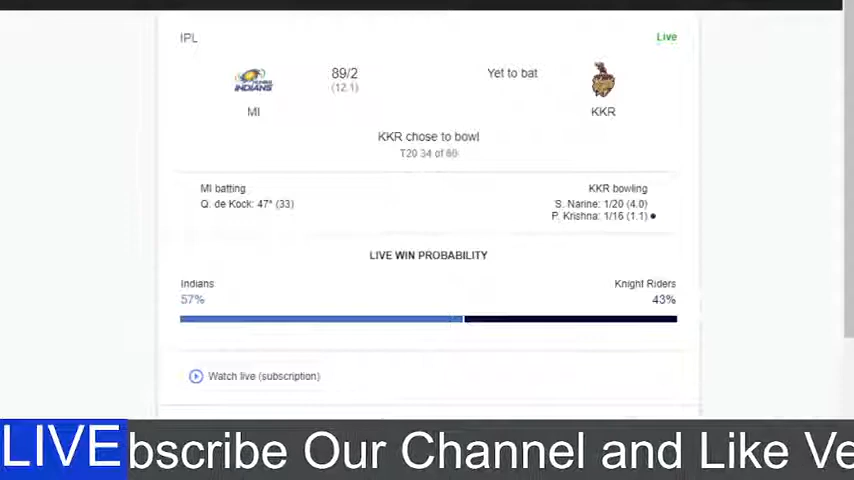 IPL
Live
89/2
(12.1)
Yet to bat
INDIANS
MI
KKR
KKR chose to bowl
T20 34 of 60
MI batting
KKR bowling
Q. de Kock: 47* (33)
S. Narine: 1/20 (4.0)
P. Krishna: 1/16 (1.1)
LIVE WIN PROBABILITY
Indians
Knight Riders
57%
43%
Watch live (subscription)
LIVE
bscribe Our Channel and Like Ve